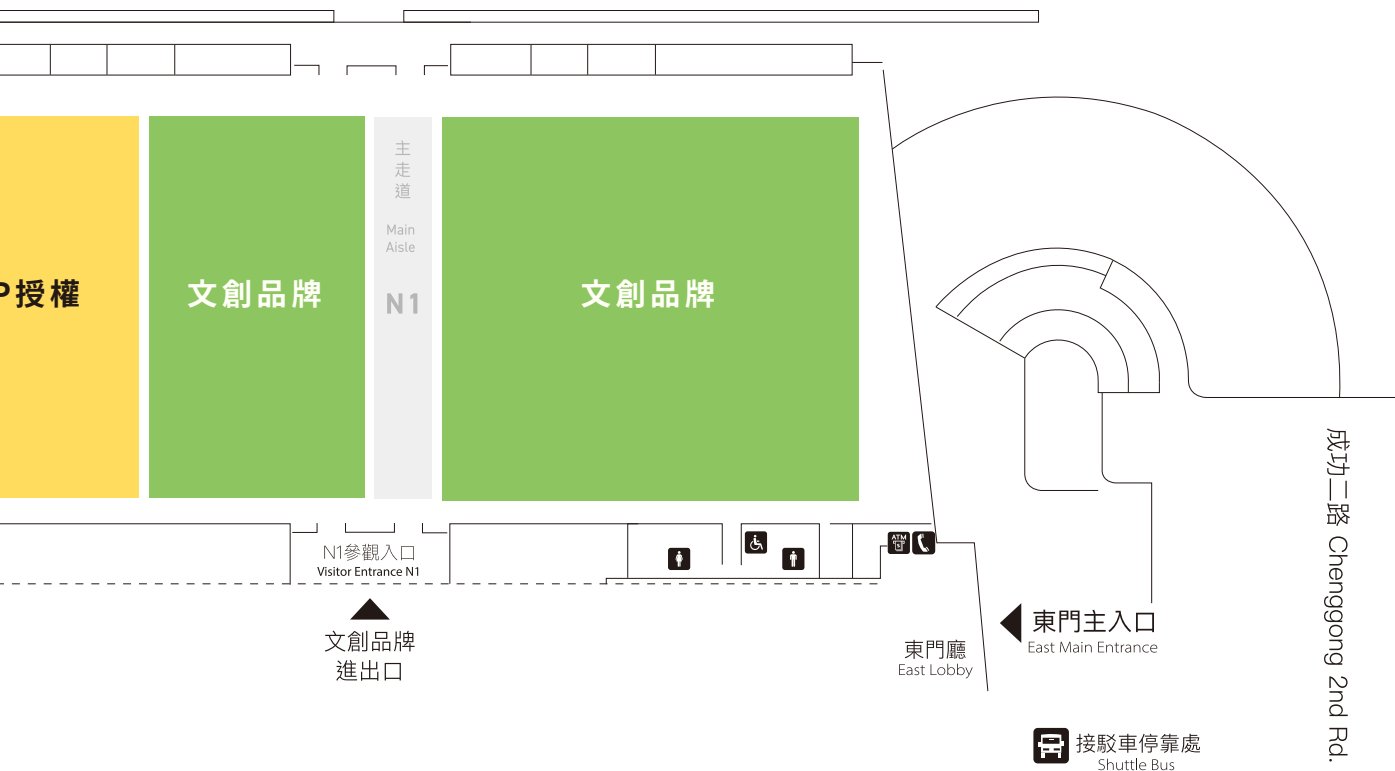 主走道
Main
Aisle
N1
P授權
文創品牌
文創品牌
N1參觀入口
Visitor Entrance N1
文創品牌
進出口
ATM
$
東門主入口
East Main Entrance
東門廳
East Lobby
接駁車停靠處
Shuttle Bus
成功二路 Chenggong 2nd Rd.